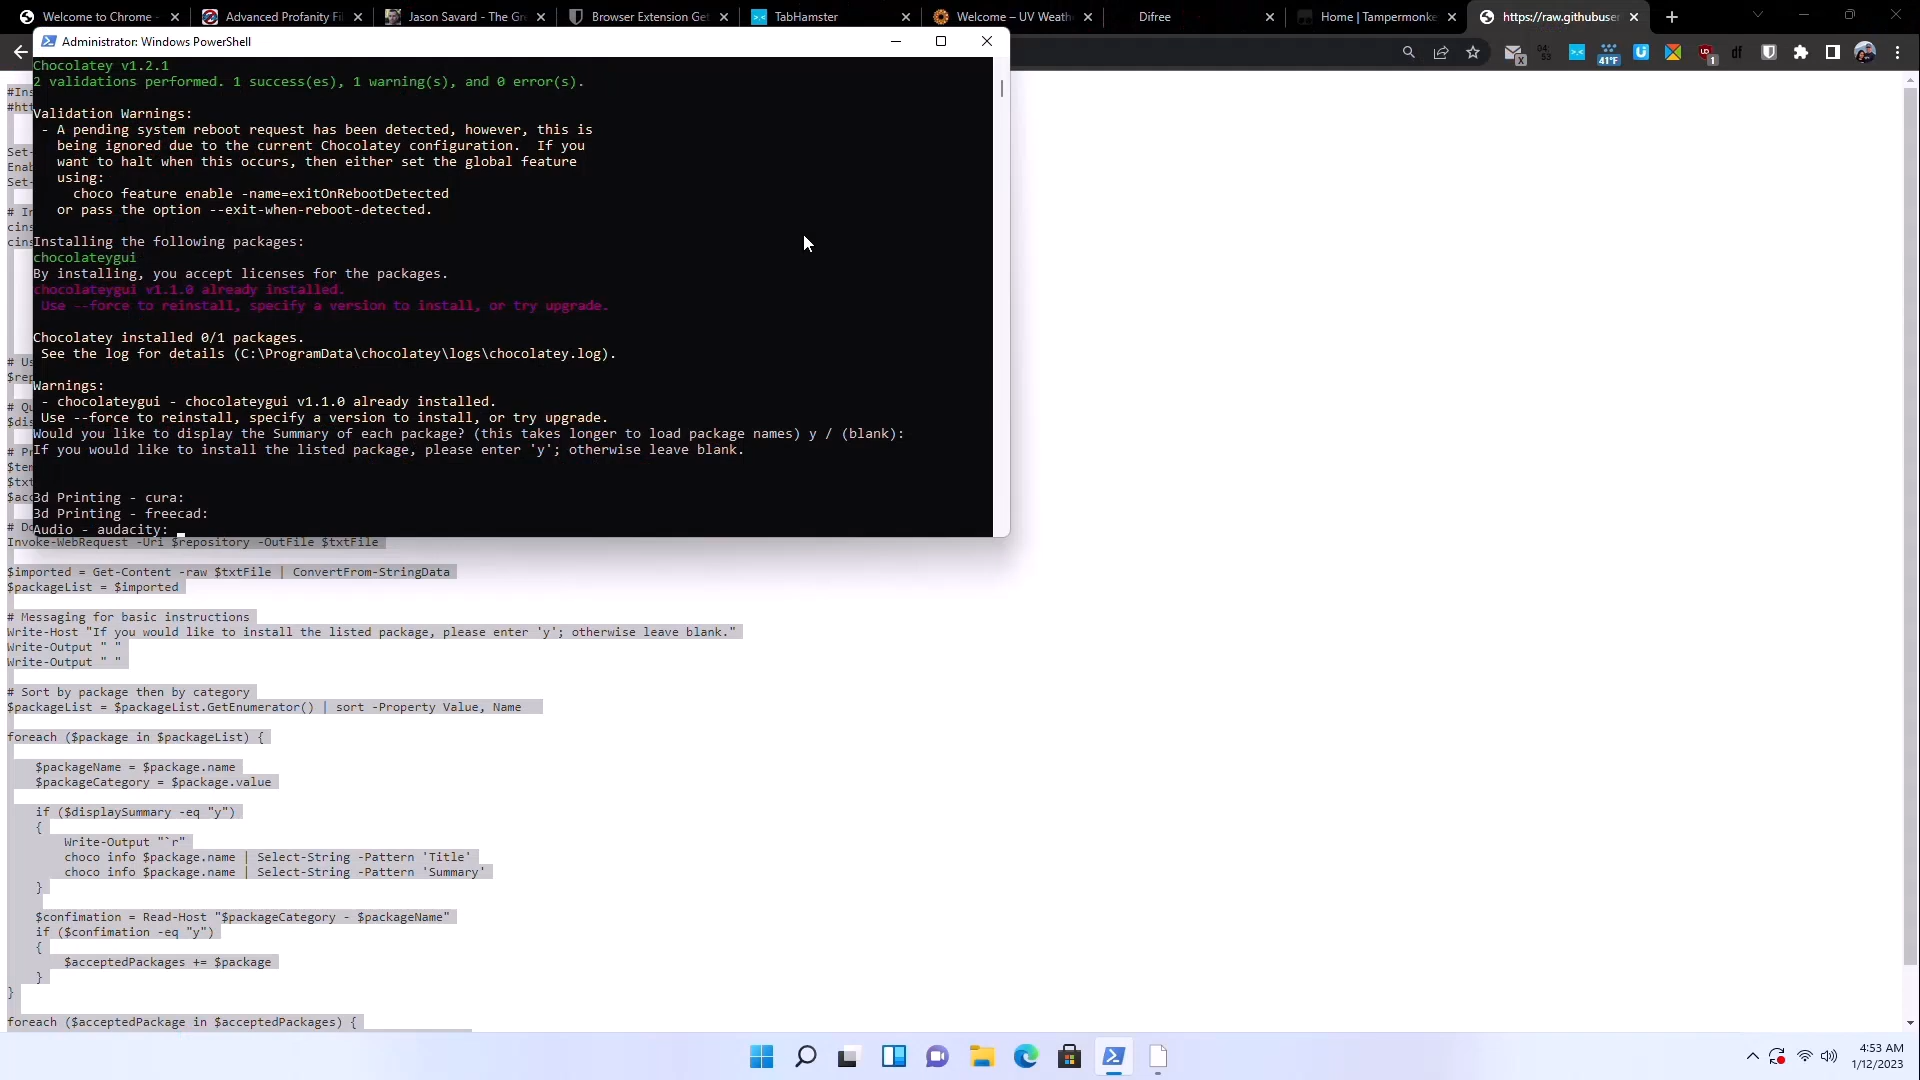 Welcome to Chrome
Advanced Profanity Fi
Jason Savard - The Gr
Browser Extension Get
TabHamster
Welcome – UV Weath
Difree
Home | Tampermonke
https://raw.githubuser
Administrator: Windows PowerShell
41°F
Chocolatey v1.2.1
2 validations performed. 1 success(es), 1 warning(s), and 0 error(s).
Validation Warnings:
- A pending system reboot request has been detected, however, this is
being ignored due to the current Chocolatey configuration.  If you
want to halt when this occurs, then either set the global feature
using:
choco feature enable -name=exitOnRebootDetected
or pass the option --exit-when-reboot-detected.
Installing the following packages:
chocolateygui
By installing, you accept licenses for the packages.
chocolateygui v1.1.0 already installed.
Use --force to reinstall, specify a version to install, or try upgrade.
Chocolatey installed 0/1 packages.
See the log for details (C:\ProgramData\chocolatey\logs\chocolatey.log).
Warnings:
- chocolateygui - chocolateygui v1.1.0 already installed.
Use --force to reinstall, specify a version to install, or try upgrade.
Would you like to display the Summary of each package? (this takes longer to load package names) y / (blank):
If you would like to install the listed package, please enter 'y'; otherwise leave blank.
3d Printing - cura:
3d Printing - freecad:
Audio - audacity:
Invoke-WebRequest -Uri $repository -OutFile $txtFile
$imported = Get-Content -raw $txtFile | ConvertFrom-StringData
$packageList = $imported
# Messaging for basic instructions
Write-Host "If you would like to install the listed package, please enter 'y'; otherwise leave blank."
Write-Output " "
Write-Output " "
# Sort by package then by category
$packageList = $packageList.GetEnumerator() | sort -Property Value, Name
foreach ($package in $packageList) {
$packageName = $package.name
$packageCategory = $package.value
if ($displaySummary -eq "y")
{
Write-Output "`r"
choco info $package.name | Select-String -Pattern 'Title'
choco info $package.name | Select-String -Pattern 'Summary'
}
$confimation = Read-Host "$packageCategory - $packageName"
if ($confimation -eq "y")
{
$acceptedPackages += $package
}
}
foreach ($acceptedPackage in $acceptedPackages) {
4:53 AM
1/12/2023